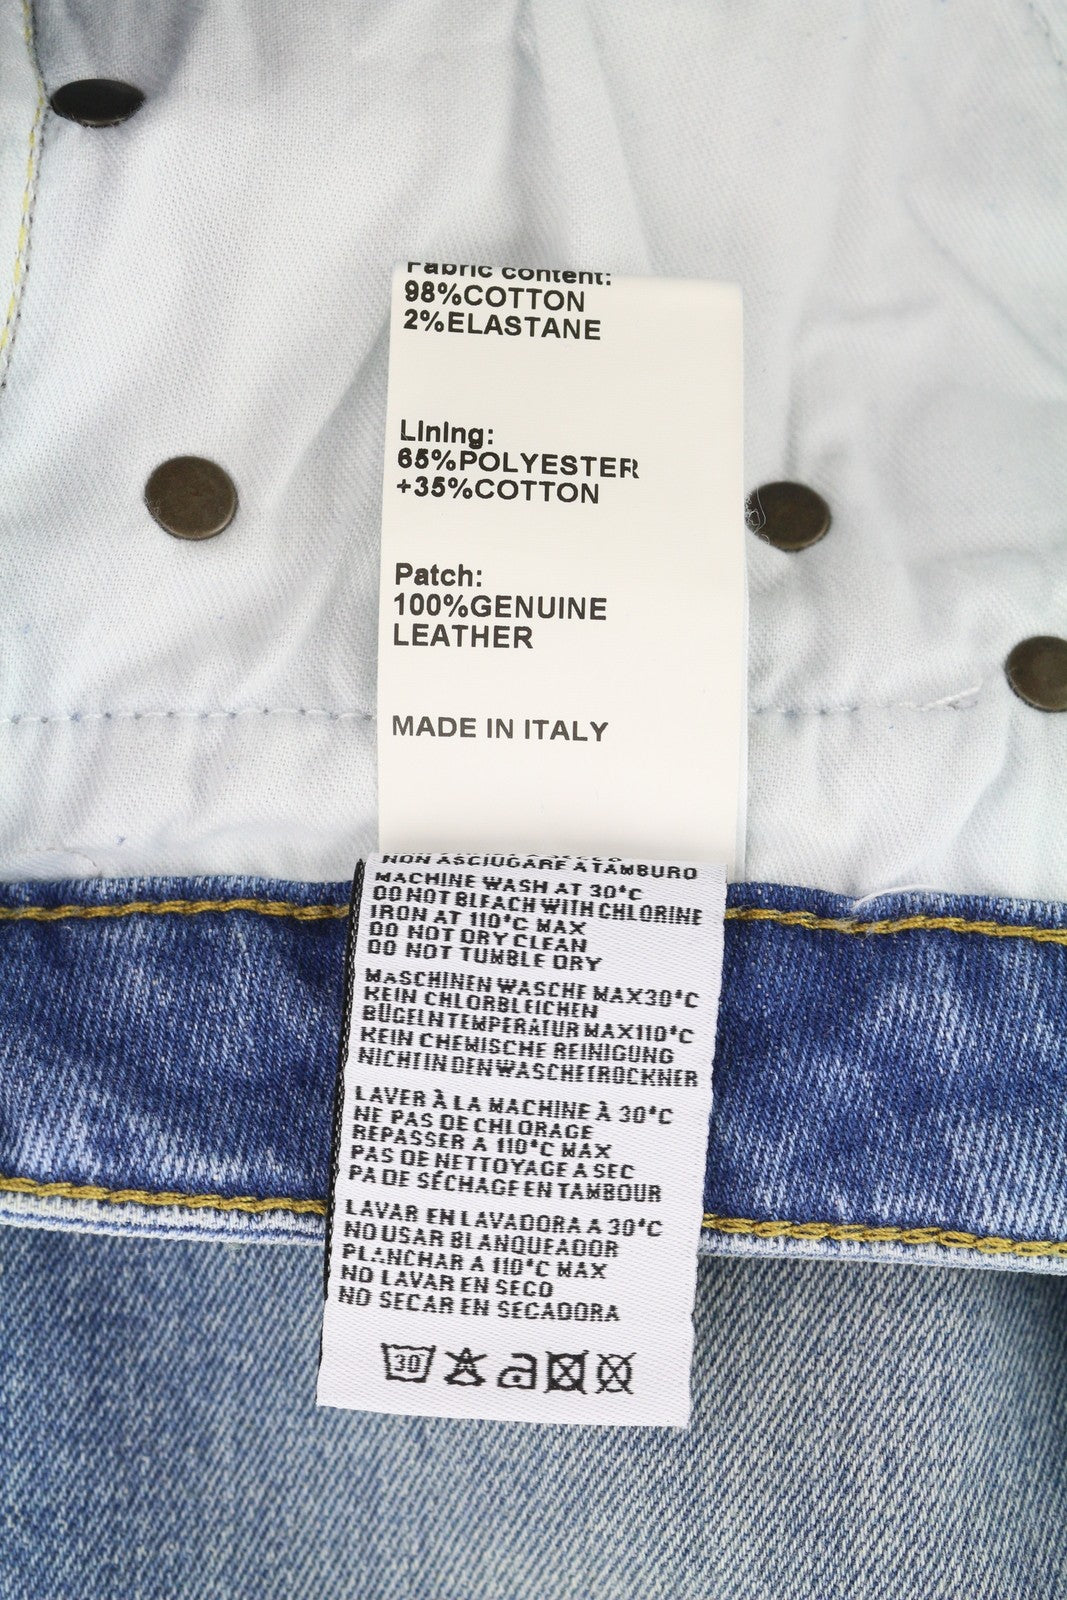 Fabric content:
98%COTTON
2%ELASTANE
Lining:
65%POLYESTER
+35%COTTON
Patch:
100%GENUINE
LEATHER
MADE IN ITALY
NON ASCIUGARE A TAMBURO
MACHINE WASH AT 30°C
DO NOT BLEACH WITH CHLORINE
IRON AT 110°C MAX
DO NOT DRY CLEAN
DO NOT TUMBLE DRY
MASCHINEN WASCHE MAX30°C
KEIN CHLORBLEICHEN
BÜGELNTEMPERATUR MAX110°C
KEIN CHEMISCHE REINIGUNG
NICHT IN DEN WASCHETROCKNER
LAVER À LA MACHINE À 30°C
NE PAS DE CHLORAGE
REPASSER A 110°C MAX
PAS DE NETTOYAGE A SEC
PA DE SÉCHAGE EN TAMBOUR
LAVAR EN LAVADORA A 30°C
NO USAR BLANQUEADOR
PLANCHAR A 110°C MAX
NO LAVAR EN SECO
NO SECAR EN SECADORA
30